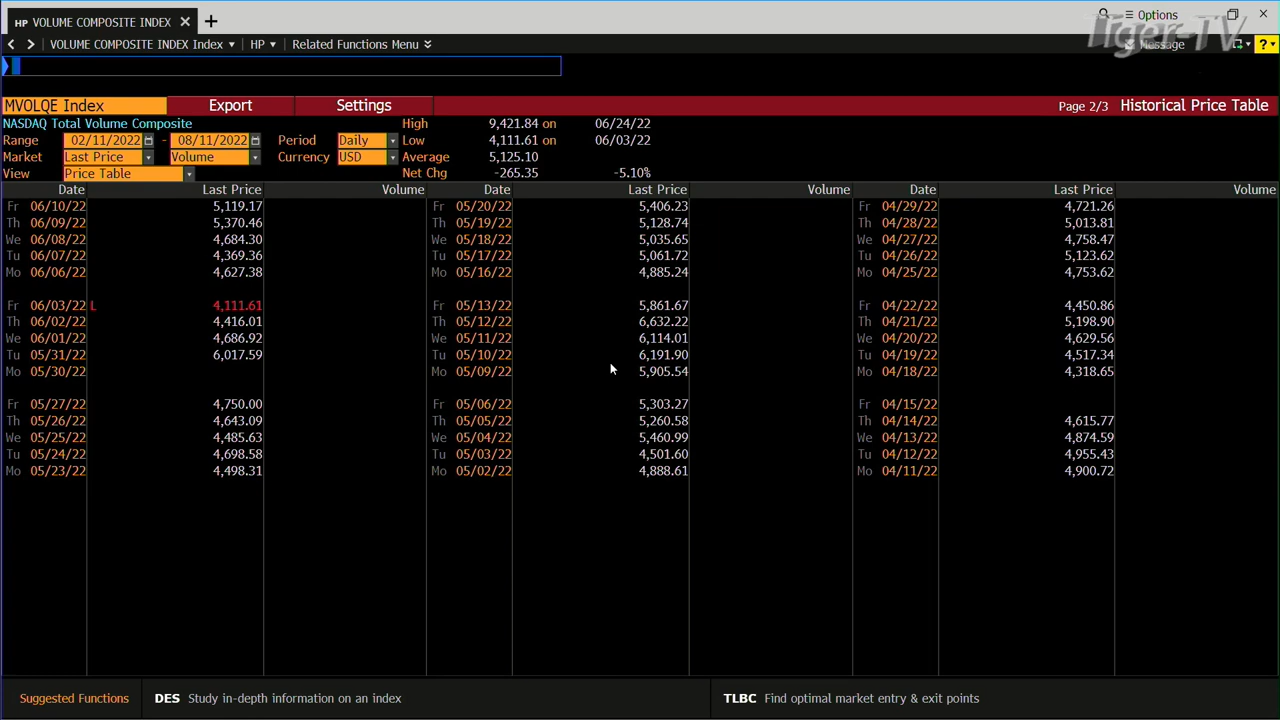 HP VOLUME COMPOSITE INDEX × +
Options
Tiger-TV
< > VOLUME COMPOSITE INDEX Index HP Related Functions Menu Message ?
MVOLQE Index Export Settings Page 2/3 Historical Price Table
NASDAQ Total Volume Composite High 9,421.84 on 06/24/22
Range 02/11/2022 - 08/11/2022 Period Daily Low 4,111.61 on 06/03/22
Market Last Price Volume Currency USD Average 5,125.10
View Price Table Net Chg -265.35 -5.10%
Date Last Price Volume Date Last Price Volume Date Last Price Volume
Fr 06/10/22 5,119.17 Fr 05/20/22 5,406.23 Fr 04/29/22 4,721.26
Th 06/09/22 5,370.46 Th 05/19/22 5,128.74 Th 04/28/22 5,013.81
We 06/08/22 4,684.30 We 05/18/22 5,035.65 We 04/27/22 4,758.47
Tu 06/07/22 4,369.36 Tu 05/17/22 5,061.72 Tu 04/26/22 5,123.62
Mo 06/06/22 4,627.38 Mo 05/16/22 4,885.24 Mo 04/25/22 4,753.62
Fr 06/03/22 L 4,111.61 Fr 05/13/22 5,861.67 Fr 04/22/22 4,450.86
Th 06/02/22 4,416.01 Th 05/12/22 6,632.22 Th 04/21/22 5,198.90
We 06/01/22 4,686.92 We 05/11/22 6,114.01 We 04/20/22 4,629.56
Tu 05/31/22 6,017.59 Tu 05/10/22 6,191.90 Tu 04/19/22 4,517.34
Mo 05/30/22 Mo 05/09/22 5,905.54 Mo 04/18/22 4,318.65
Fr 05/27/22 4,750.00 Fr 05/06/22 5,303.27 Fr 04/15/22
Th 05/26/22 4,643.09 Th 05/05/22 5,260.58 Th 04/14/22 4,615.77
We 05/25/22 4,485.63 We 05/04/22 5,460.99 We 04/13/22 4,874.59
Tu 05/24/22 4,698.58 Tu 05/03/22 4,501.60 Tu 04/12/22 4,955.43
Mo 05/23/22 4,498.31 Mo 05/02/22 4,888.61 Mo 04/11/22 4,900.72
Suggested Functions DES Study in-depth information on an index TLBC Find optimal market entry & exit points